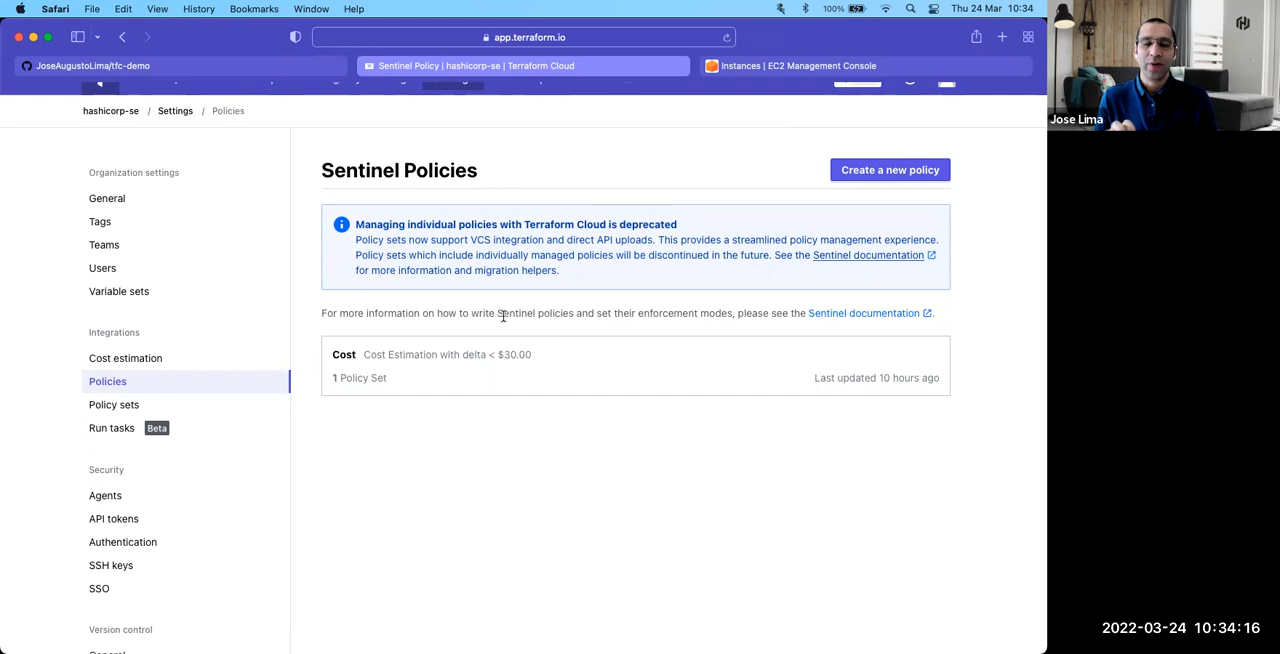 Safari File Edit View History Bookmarks Window Help 100% Thu 24 Mar 10:34
app.terraform.io
JoseAugustoLima/tfc-demo Sentinel Policy | hashicorp-se | Terraform Cloud Instances | EC2 Management Console
Jose Lima
hashicorp-se / Settings / Policies
Organization settings
General
Tags
Teams
Users
Variable sets
Integrations
Cost estimation
Policies
Policy sets
Run tasks Beta
Security
Agents
API tokens
Authentication
SSH keys
SSO
Version control
Sentinel Policies
Create a new policy
Managing individual policies with Terraform Cloud is deprecated
Policy sets now support VCS integration and direct API uploads. This provides a streamlined policy management experience.
Policy sets which include individually managed policies will be discontinued in the future. See the Sentinel documentation
for more information and migration helpers.
For more information on how to write Sentinel policies and set their enforcement modes, please see the Sentinel documentation.
Cost Cost Estimation with delta < $30.00
1 Policy Set Last updated 10 hours ago
2022-03-24 10:34:16